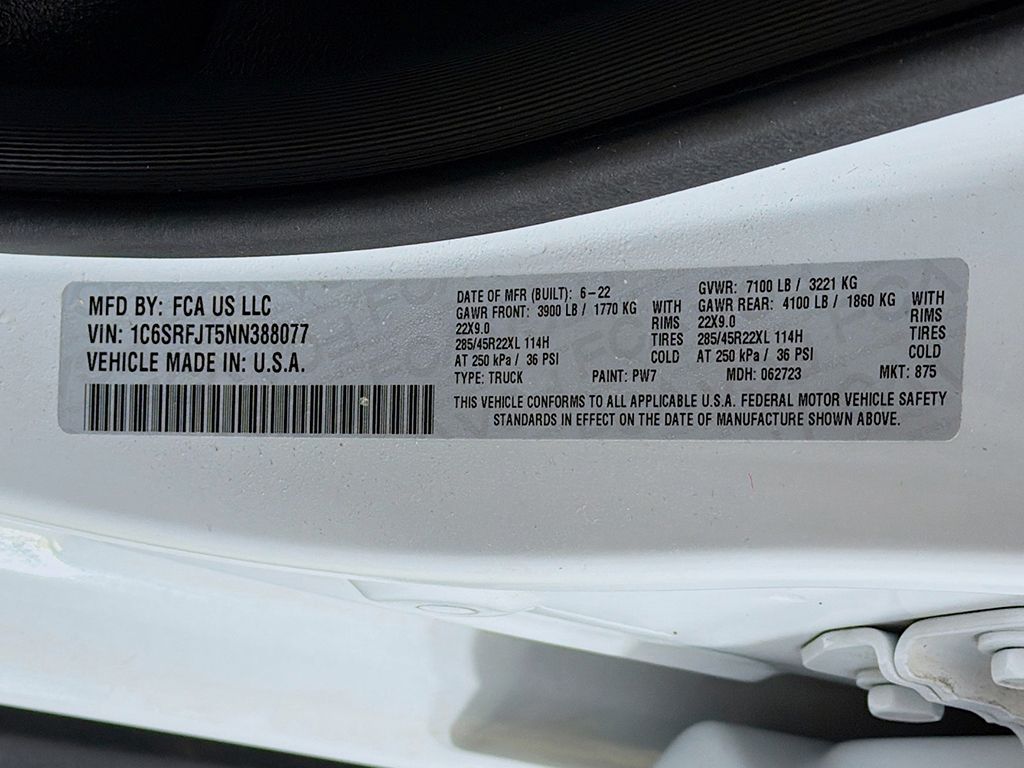 MFD BY: FCA US LLC
VIN: 1C6SRFJT5NN388077
VEHICLE MADE IN: U.S.A.
DATE OF MFR (BUILT): 6-22
GAWR FRONT: 3900 LB / 1770 KG WITH
22X9.0 RIMS
285/45R22XL 114H TIRES
AT 250 kPa / 36 PSI COLD
GVWR: 7100 LB / 3221 KG
GAWR REAR: 4100 LB / 1860 KG WITH
22X9.0 RIMS
285/45R22XL 114H TIRES
AT 250 kPa / 36 PSI COLD
TYPE: TRUCK PAINT: PW7 MDH: 062723 MKT: 875
THIS VEHICLE CONFORMS TO ALL APPLICABLE U.S.A. FEDERAL MOTOR VEHICLE SAFETY
STANDARDS IN EFFECT ON THE DATE OF MANUFACTURE SHOWN ABOVE.